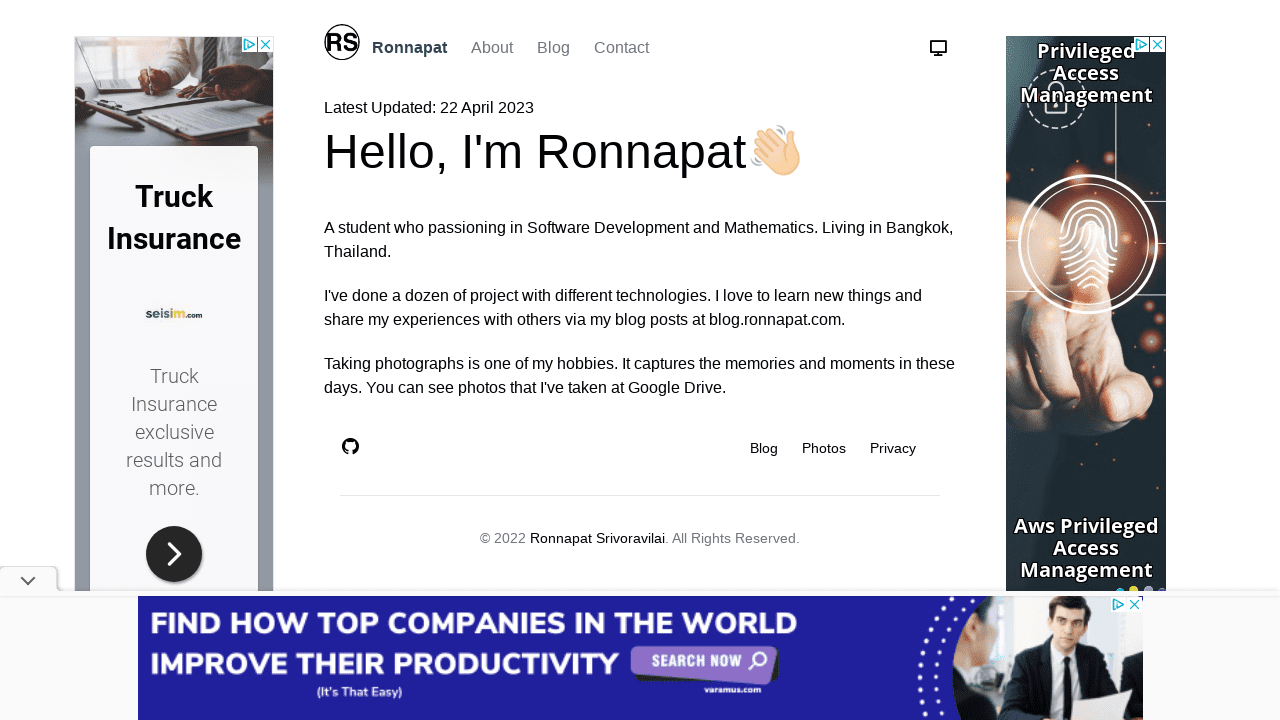 RS
Ronnapat About Blog Contact
Latest Updated: 22 April 2023
Hello, I'm Ronnapat👋🏻
A student who passioning in Software Development and Mathematics. Living in Bangkok,
Thailand.
I've done a dozen of project with different technologies. I love to learn new things and
share my experiences with others via my blog posts at blog.ronnapat.com.
Taking photographs is one of my hobbies. It captures the memories and moments in these
days. You can see photos that I've taken at Google Drive.
Blog Photos Privacy
© 2022 Ronnapat Srivoravilai. All Rights Reserved.
Truck
Insurance
seisim.com
Truck
Insurance
exclusive
results and
more.
Privileged
Access
Management
Aws Privileged
Access
Management
FIND HOW TOP COMPANIES IN THE WORLD
IMPROVE THEIR PRODUCTIVITY
SEARCH NOW
(It's That Easy)
varamus.com